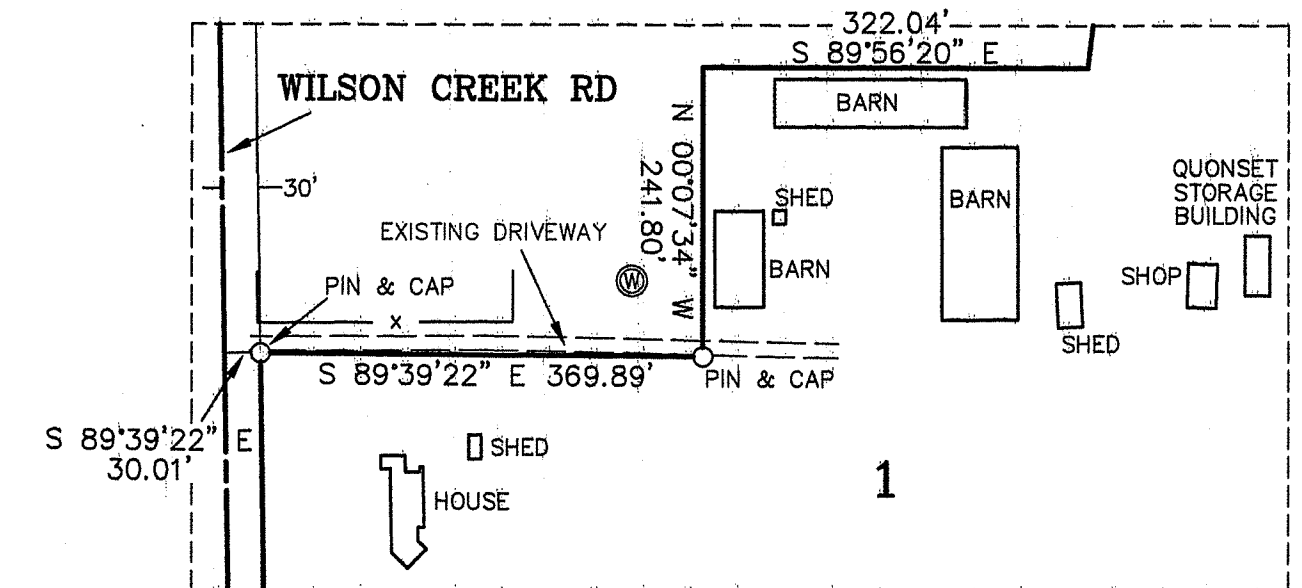 322.04'
S 89°56'20" E
WILSON CREEK RD
BARN
N 00°07'34" W
241.80'
QUONSET
STORAGE
BUILDING
30'
SHED
BARN
EXISTING DRIVEWAY
W
BARN
SHOP
PIN & CAP
X
SHED
S 89°39'22" E 369.89'
PIN & CAP
S 89°39'22" E
30.01'
SHED
1
HOUSE